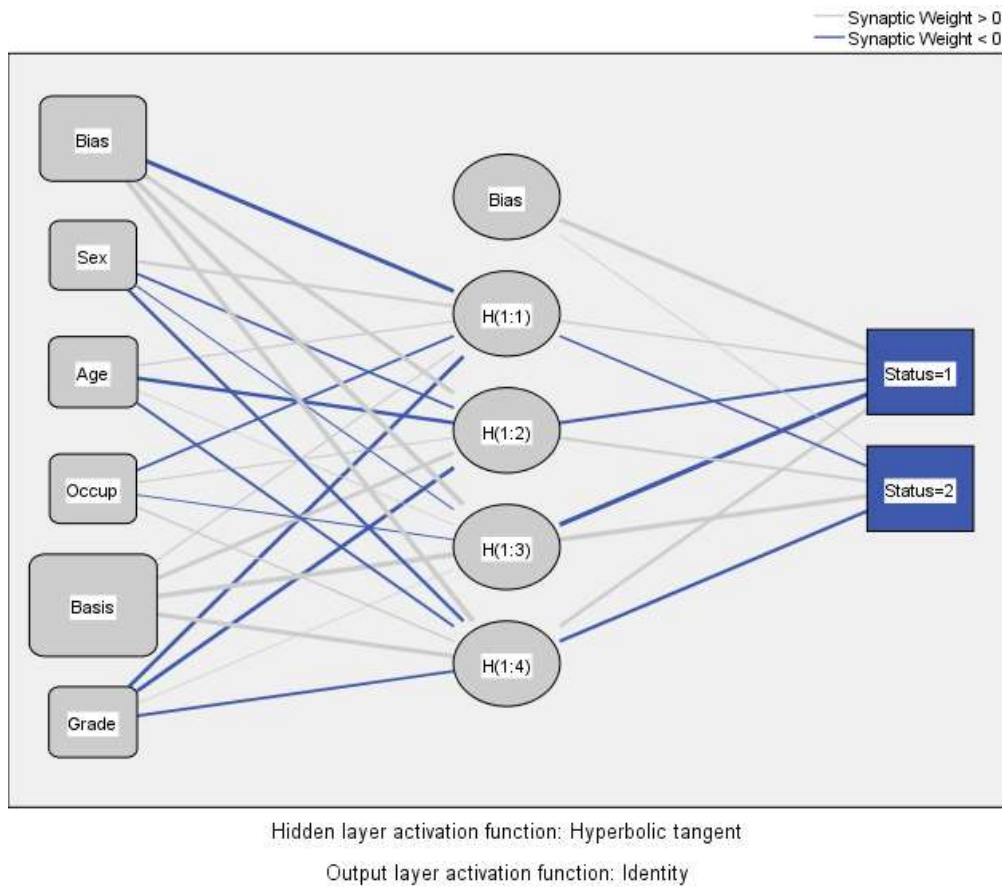 Synaptic Weight > 0
Synaptic Weight < 0
Bias
Bias
Sex
H(1:1)
Age
Status=1
H(1:2)
Occup
Status=2
H(1:3)
Basis
H(1:4)
Grade
Hidden layer activation function: Hyperbolic tangent
Output layer activation function: Identity